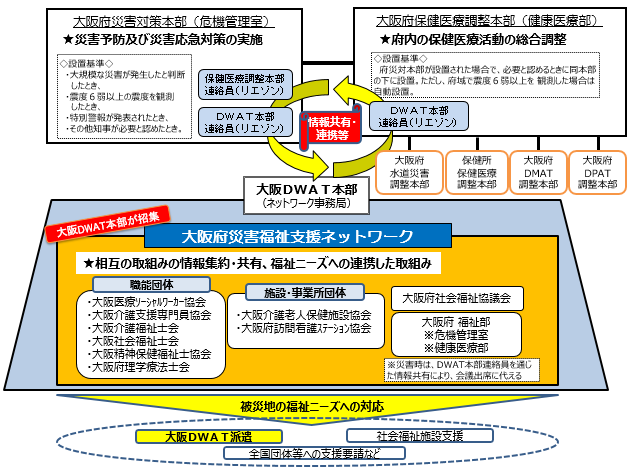 大阪府災害対策本部（危機管理室）
★災害予防及び災害応急対策の実施
◇設置基準◇
・大規模な災害が発生したと判断
したとき、
・震度６弱以上の震度を観測
したとき、
・特別警報が発表されたとき、
・その他知事が必要と認めたとき。
保健医療調整本部
連絡員（リエゾン）
ＤＷＡＴ本部
連絡員（リエゾン）
大阪府保健医療調整本部（健康医療部）
★府内の保健医療活動の総合調整
◇設置基準◇
府災対本部が設置された場合で、必要と認めるときに同本部
の下に設置。ただし、府域で震度６弱以上を 観測した場合は
自動設置。
ＤＷＡＴ本部
連絡員（リエゾン）
情報共有・
連携等
大阪府
水道災害
調整本部
保健所
保健医療
調整本部
大阪府
DMAT
調整本部
大阪府
DPAT
調整本部
大阪ＤＷＡＴ本部
（ネットワーク事務局）
大阪DWAT本部が招集
大阪府災害福祉支援ネットワーク
★相互の取組みの情報集約・共有、福祉ニーズへの連携した取組み
職能団体
・大阪医療ソーシャルワーカー協会
・大阪介護支援専門員協会
・大阪介護福祉士会
・大阪社会福祉士会
・大阪精神保健福祉士協会
・大阪府理学療法士会
施設・事業所団体
・大阪介護老人保健施設協会
・大阪府訪問看護ステーション協会
大阪府社会福祉協議会
大阪府 福祉部
※危機管理室
※健康医療部
※災害時は、DWAT本部連絡員を通じ
た情報共有により、会議出席に代える
被災地の福祉ニーズへの対応
大阪ＤＷＡＴ派遣
社会福祉施設支援
全国団体等への支援要請など